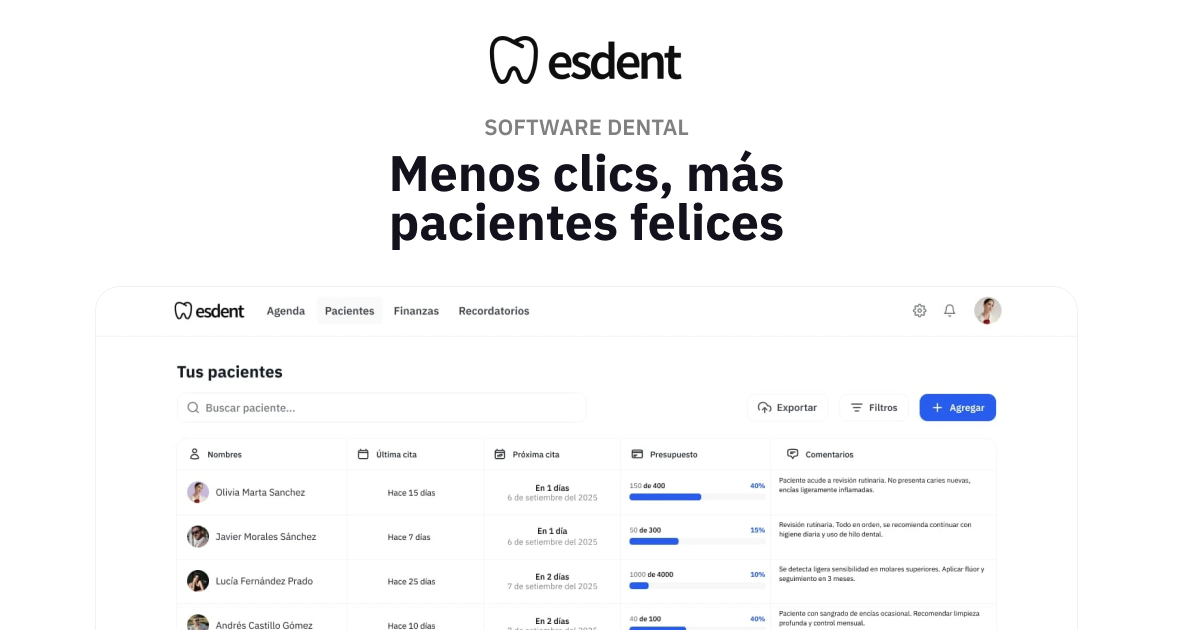 esdent
SOFTWARE DENTAL
Menos clics, más
pacientes felices
esdent Agenda Pacientes Finanzas Recordatorios
Tus pacientes
Buscar paciente... Exportar Filtros + Agregar
Nombres Última cita Próxima cita Presupuesto Comentarios
Olivia Marta Sanchez Hace 15 días En 1 días 150 de 400 40% Paciente acude a revisión rutinaria. No presenta caries nuevas,
6 de setiembre del 2025 encías ligeramente inflamadas.
Javier Morales Sánchez Hace 7 días En 1 día 50 de 300 15% Revisión rutinaria. Todo en orden, se recomienda continuar con
6 de setiembre del 2025 higiene diaria y uso de hilo dental.
Lucía Fernández Prado Hace 25 días En 2 días 1000 de 4000 10% Se detecta ligera sensibilidad en molares superiores. Aplicar flúor y
7 de setiembre del 2025 seguimiento en 3 meses.
Andrés Castillo Gómez Hace 10 días En 2 días 40 de 100 40% Paciente con sangrado de encías ocasional. Recomendar limpieza
profunda y control mensual.